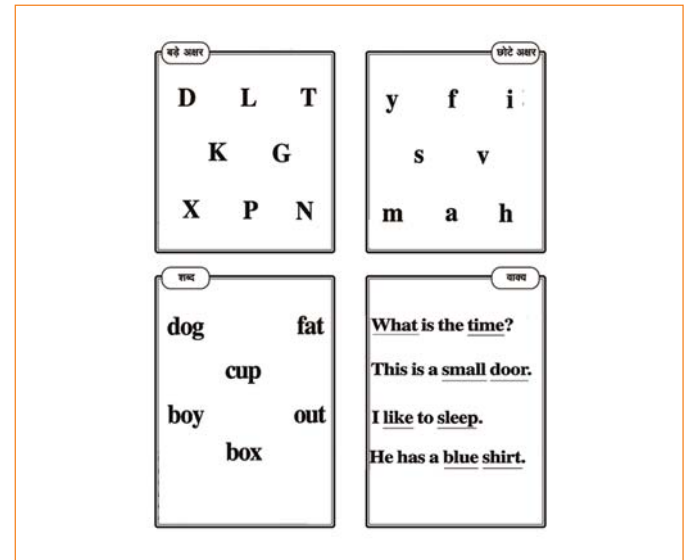 बड़े अक्षर
D L T
K G
X P N
छोटे अक्षर
y f i
s v
m a h
शब्द
dog fat
cup
boy out
box
वाक्य
What is the time?
This is a small door.
I like to sleep.
He has a blue shirt.